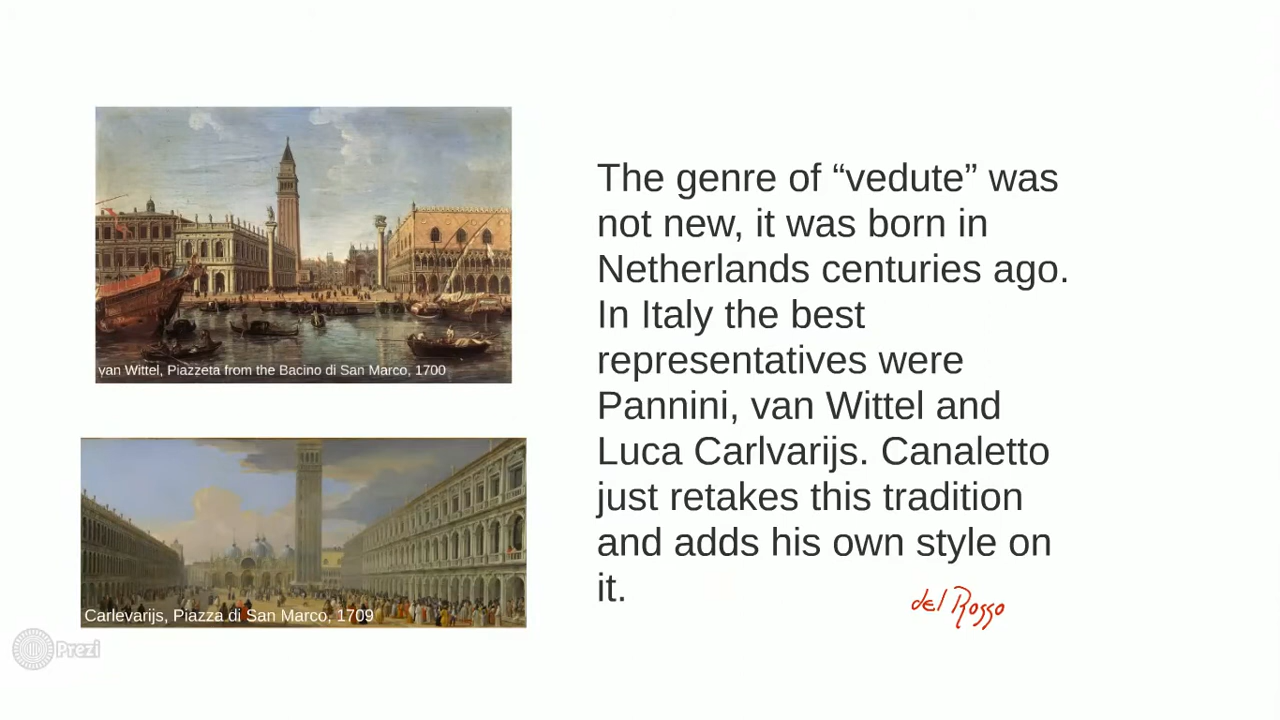 van Wittel, Piazzeta from the Bacino di San Marco, 1700
Carlevarijs, Piazza di San Marco, 1709
Prezi
The genre of “vedute” was
not new, it was born in
Netherlands centuries ago.
In Italy the best
representatives were
Pannini, van Wittel and
Luca Carlvarijs. Canaletto
just retakes this tradition
and adds his own style on
it.
del Rosso